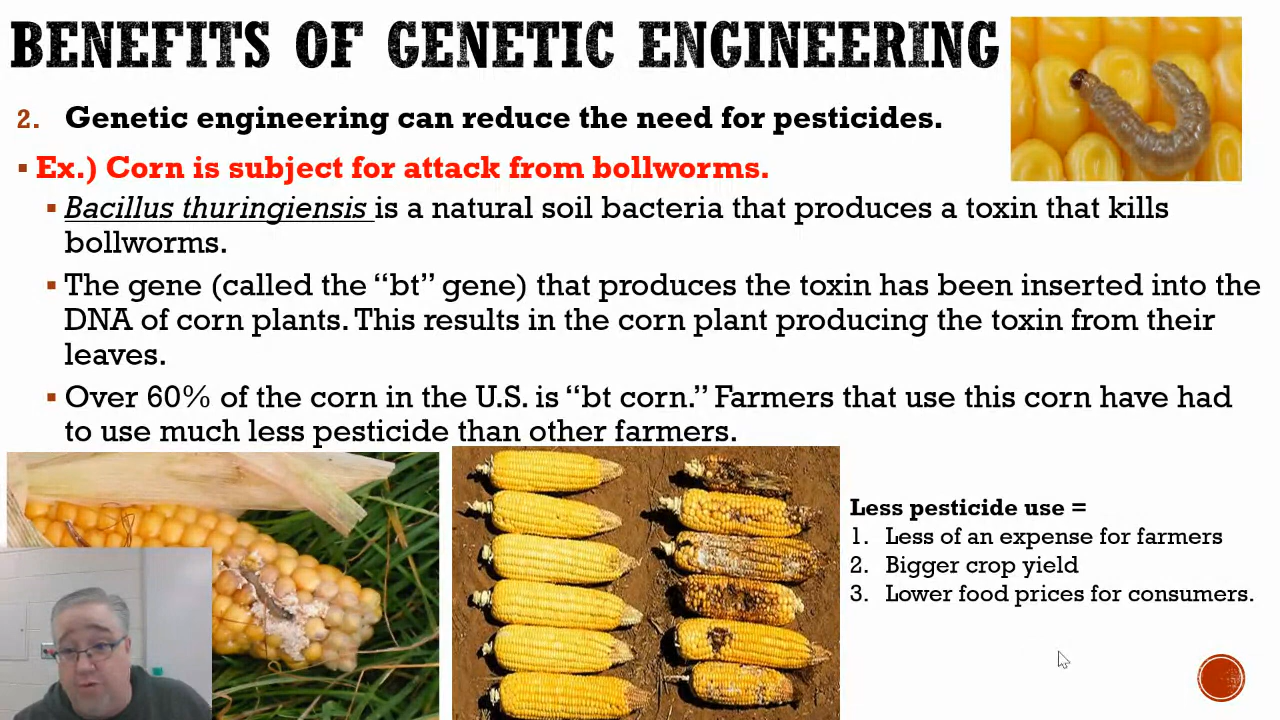 BENEFITS OF GENETIC ENGINEERING
2. Genetic engineering can reduce the need for pesticides.
▪ Ex.) Corn is subject for attack from bollworms.
▪ Bacillus thuringiensis is a natural soil bacteria that produces a toxin that kills
bollworms.
▪ The gene (called the “bt” gene) that produces the toxin has been inserted into the
DNA of corn plants. This results in the corn plant producing the toxin from their
leaves.
▪ Over 60% of the corn in the U.S. is “bt corn.” Farmers that use this corn have had
to use much less pesticide than other farmers.
Less pesticide use =
1. Less of an expense for farmers
2. Bigger crop yield
3. Lower food prices for consumers.